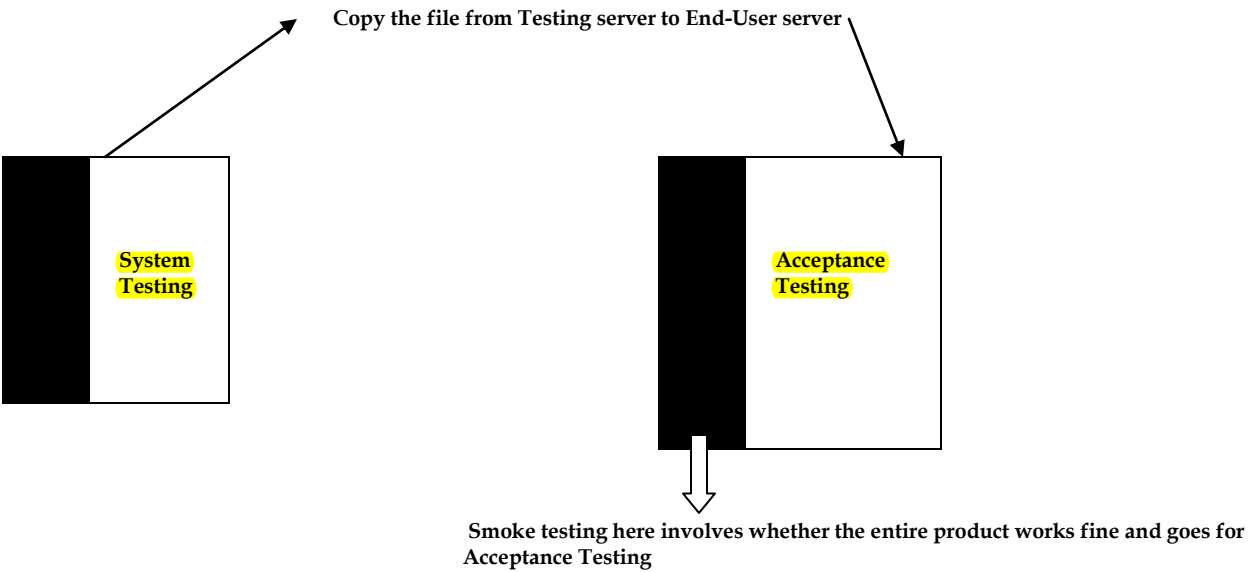 Copy the file from Testing server to End-User server
System
Testing
Acceptance
Testing
Smoke testing here involves whether the entire product works fine and goes for
Acceptance Testing